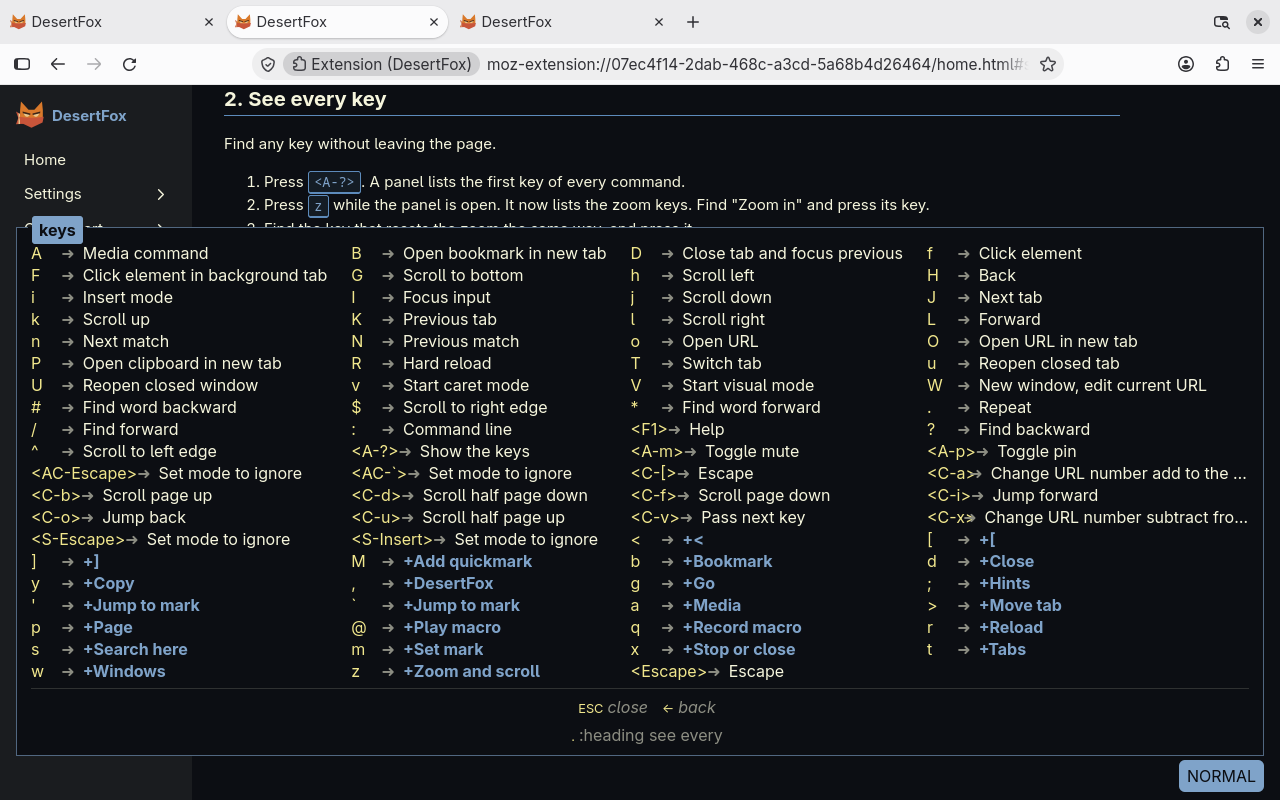 DesertFox
DesertFox
DesertFox
Extension (DesertFox) moz-extension://07ec4f14-2dab-468c-a3cd-5a68b4d26464/home.html#
DesertFox
Home
Settings
2. See every key
Find any key without leaving the page.
1. Press <A-?>. A panel lists the first key of every command.
2. Press z while the panel is open. It now lists the zoom keys. Find "Zoom in" and press its key.
keys
A → Media command B → Open bookmark in new tab D → Close tab and focus previous f → Click element
F → Click element in background tab G → Scroll to bottom h → Scroll left H → Back
i → Insert mode I → Focus input j → Scroll down J → Next tab
k → Scroll up K → Previous tab l → Scroll right L → Forward
n → Next match N → Previous match o → Open URL O → Open URL in new tab
P → Open clipboard in new tab R → Hard reload T → Switch tab u → Reopen closed tab
U → Reopen closed window v → Start caret mode V → Start visual mode W → New window, edit current URL
# → Find word backward $ → Scroll to right edge * → Find word forward . → Repeat
/ → Find forward : → Command line <F1>→ Help ? → Find backward
^ → Scroll to left edge <A-?>→ Show the keys <A-m>→ Toggle mute <A-p>→ Toggle pin
<AC-Escape>→ Set mode to ignore <AC-`>→ Set mode to ignore <C-[>→ Escape <C-a>→ Change URL number add to the ...
<C-b>→ Scroll page up <C-d>→ Scroll half page down <C-f>→ Scroll page down <C-i>→ Jump forward
<C-o>→ Jump back <C-u>→ Scroll half page up <C-v>→ Pass next key <C-x>→ Change URL number subtract fro...
<S-Escape>→ Set mode to ignore <S-Insert>→ Set mode to ignore < → +< [ → +[
] → +] M → +Add quickmark b → +Bookmark d → +Close
y → +Copy , → +DesertFox g → +Go ; → +Hints
' → +Jump to mark ` → +Jump to mark a → +Media > → +Move tab
p → +Page @ → +Play macro q → +Record macro r → +Reload
s → +Search here m → +Set mark x → +Stop or close t → +Tabs
w → +Windows z → +Zoom and scroll <Escape>→ Escape
ESC close ← back
. :heading see every
NORMAL